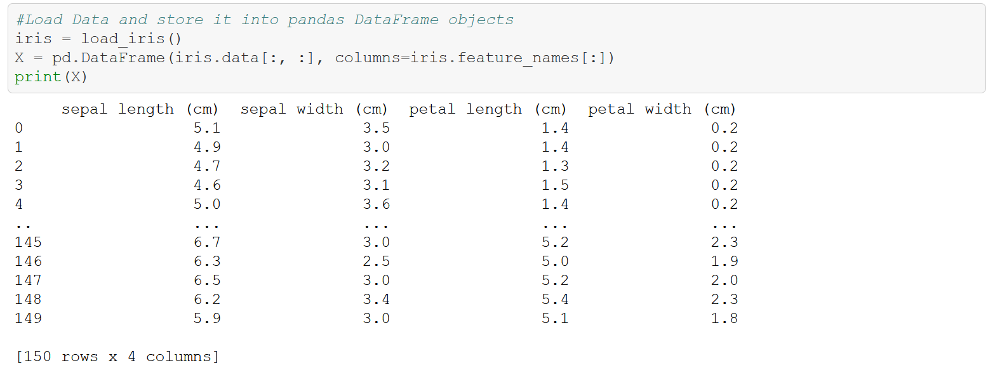 #Load Data and store it into pandas DataFrame objects
iris = load_iris()
X = pd.DataFrame(iris.data[:, :], columns=iris.feature_names[:])
print(X)
     sepal length (cm)  sepal width (cm)  petal length (cm)  petal width (cm)
0                  5.1               3.5                1.4               0.2
1                  4.9               3.0                1.4               0.2
2                  4.7               3.2                1.3               0.2
3                  4.6               3.1                1.5               0.2
4                  5.0               3.6                1.4               0.2
..                 ...               ...                ...               ...
145                6.7               3.0                5.2               2.3
146                6.3               2.5                5.0               1.9
147                6.5               3.0                5.2               2.0
148                6.2               3.4                5.4               2.3
149                5.9               3.0                5.1               1.8
[150 rows x 4 columns]